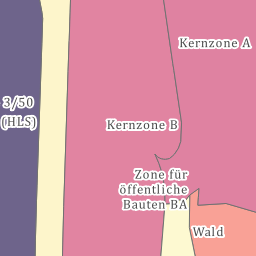 Kernzone A
3/50
(HLS)
Kernzone B
Zone für
öffentliche
Bauten BA
Wald